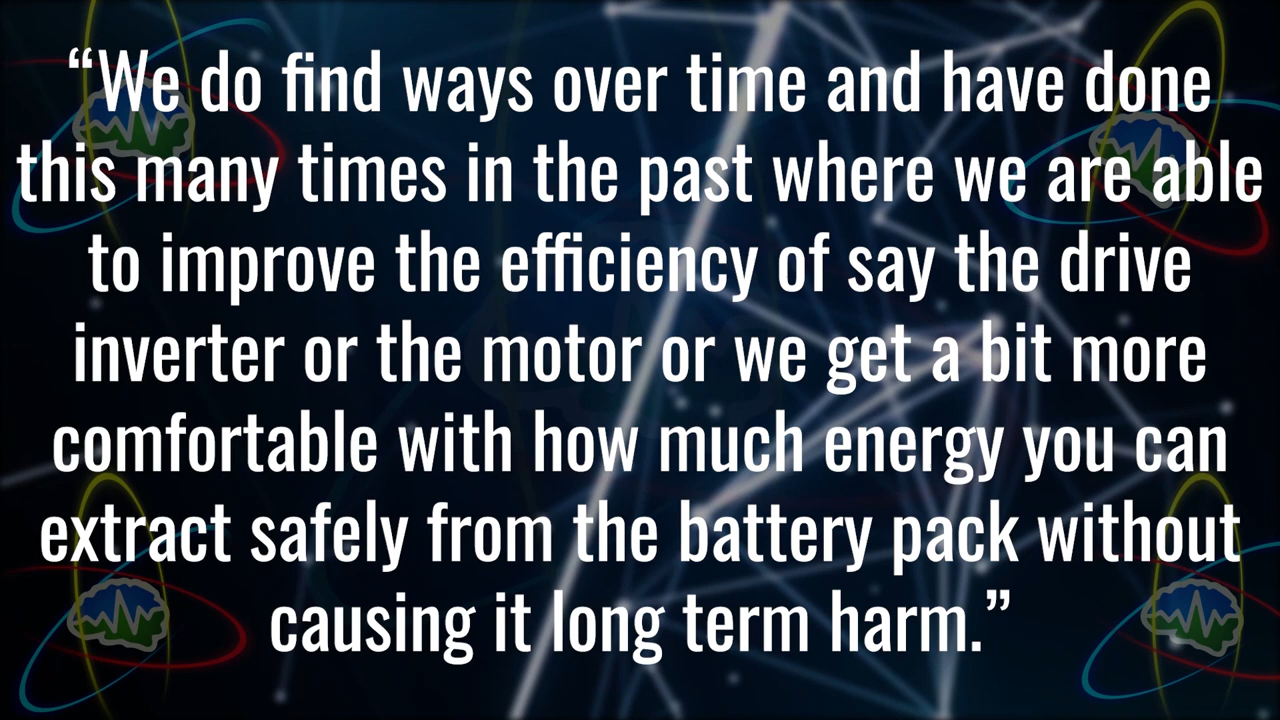 “We do find ways over time and have done
this many times in the past where we are able
to improve the efficiency of say the drive
inverter or the motor or we get a bit more
comfortable with how much energy you can
extract safely from the battery pack without
causing it long term harm.”